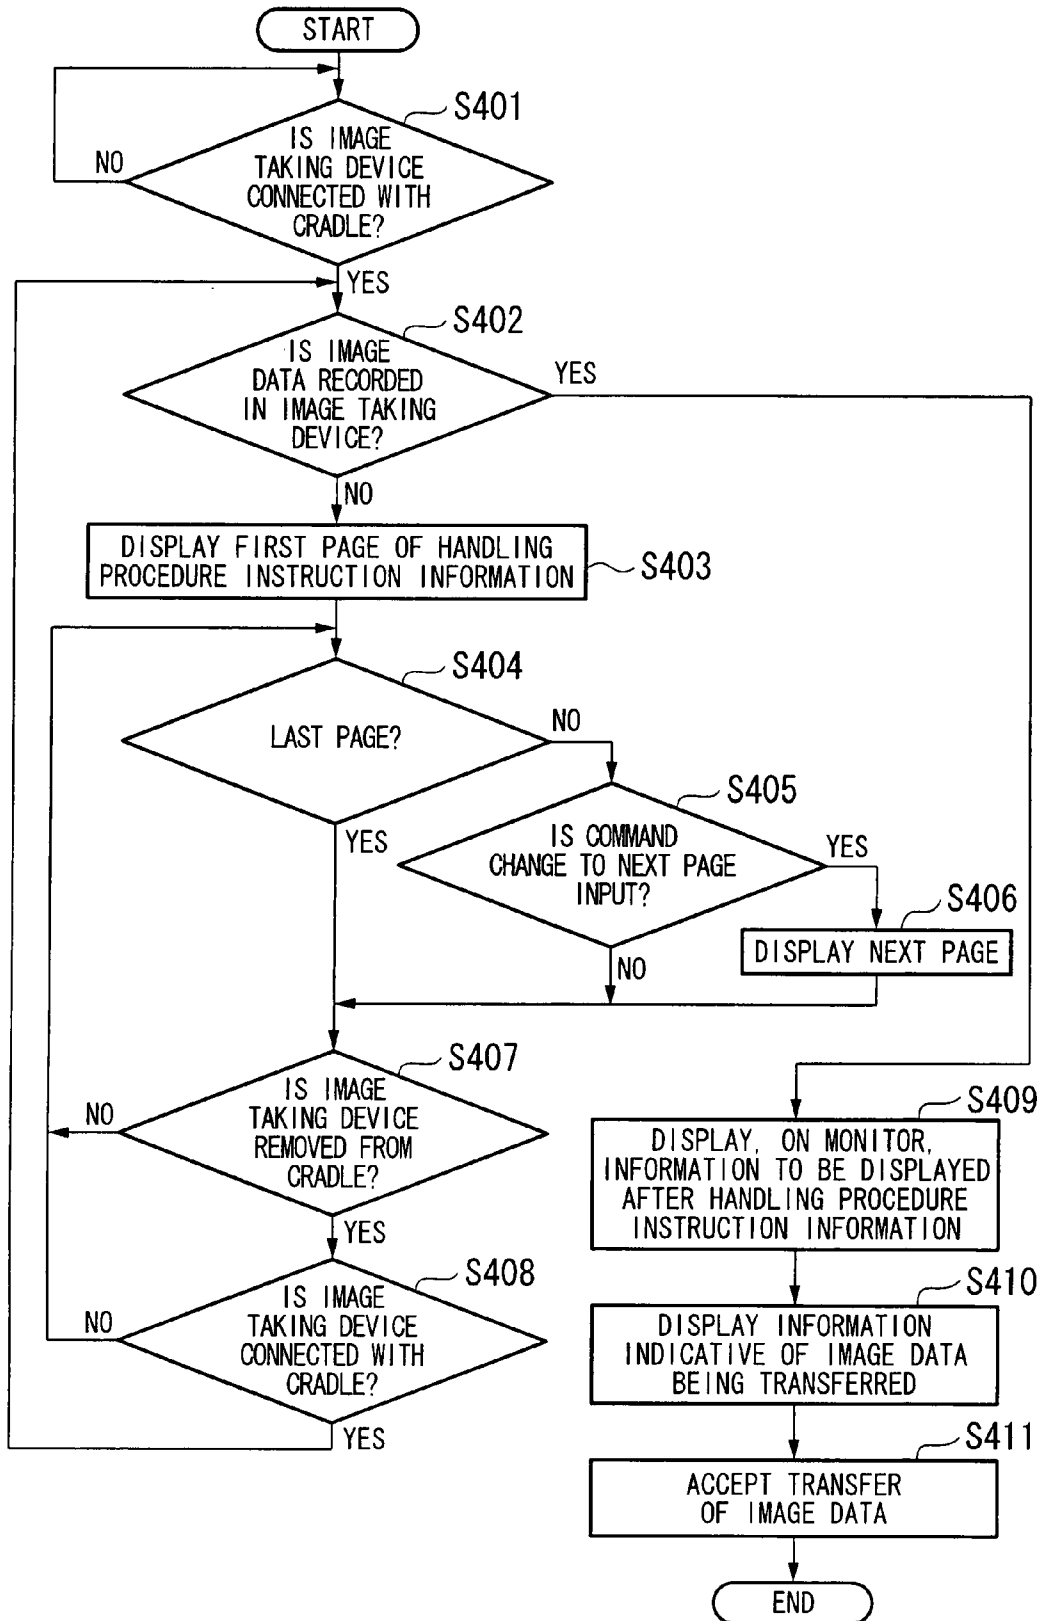 START
S401
IS IMAGE
TAKING DEVICE
CONNECTED WITH
CRADLE?
NO
YES
S402
IS IMAGE
DATA RECORDED
IN IMAGE TAKING
DEVICE?
YES
NO
DISPLAY FIRST PAGE OF HANDLING
PROCEDURE INSTRUCTION INFORMATION
S403
S404
LAST PAGE?
NO
YES
S405
IS COMMAND
CHANGE TO NEXT PAGE
INPUT?
YES
NO
S406
DISPLAY NEXT PAGE
S407
IS IMAGE
TAKING DEVICE
REMOVED FROM
CRADLE?
NO
YES
S408
IS IMAGE
TAKING DEVICE
CONNECTED WITH
CRADLE?
NO
YES
S409
DISPLAY, ON MONITOR,
INFORMATION TO BE DISPLAYED
AFTER HANDLING PROCEDURE
INSTRUCTION INFORMATION
S410
DISPLAY INFORMATION
INDICATIVE OF IMAGE DATA
BEING TRANSFERRED
S411
ACCEPT TRANSFER
OF IMAGE DATA
END